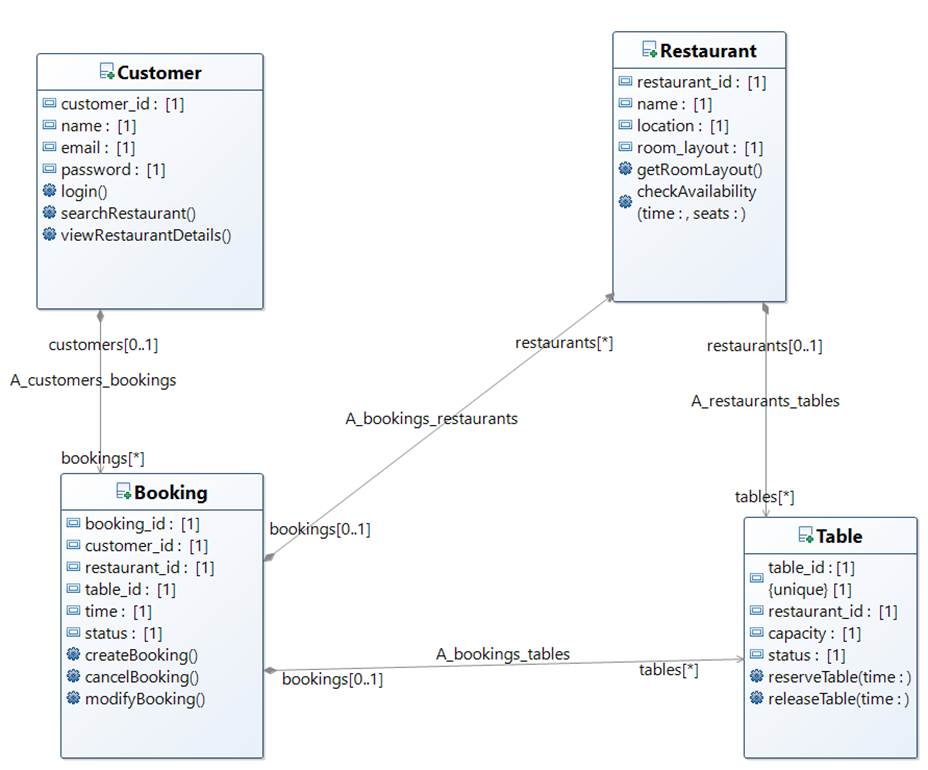 Customer
customer_id : [1]
name : [1]
email : [1]
password : [1]
login()
searchRestaurant()
viewRestaurantDetails()
Restaurant
restaurant_id : [1]
name : [1]
location : [1]
room_layout : [1]
getRoomLayout()
checkAvailability
(time : , seats : )
customers[0..1]
A_customers_bookings
bookings[*]
restaurants[*]
A_bookings_restaurants
bookings[0..1]
restaurants[0..1]
A_restaurants_tables
tables[*]
Booking
booking_id : [1]
customer_id : [1]
restaurant_id : [1]
table_id : [1]
time : [1]
status : [1]
createBooking()
cancelBooking()
modifyBooking()
A_bookings_tables
bookings[0..1]
tables[*]
Table
table_id : [1]
{unique} [1]
restaurant_id : [1]
capacity : [1]
status : [1]
reserveTable(time : )
releaseTable(time : )